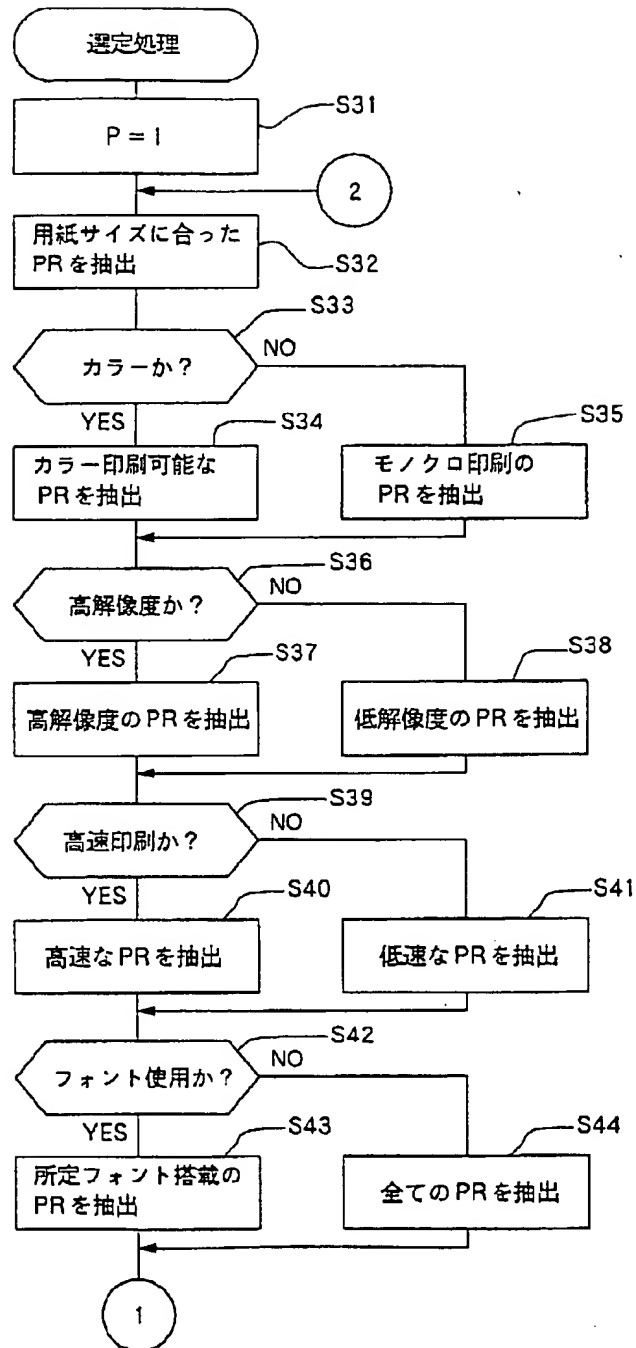 選定処理
S31
P = 1
2
用紙サイズに合った
PRを抽出
S32
S33
カラーか?
NO
YES
S34
S35
カラー印刷可能な
PRを抽出
モノクロ印刷の
PRを抽出
S36
高解像度か?
NO
YES
S37
S38
高解像度のPRを抽出
低解像度のPRを抽出
S39
高速印刷か?
NO
YES
S40
S41
高速なPRを抽出
低速なPRを抽出
S42
フォント使用か?
NO
YES
S43
S44
所定フォント搭載の
PRを抽出
全てのPRを抽出
1